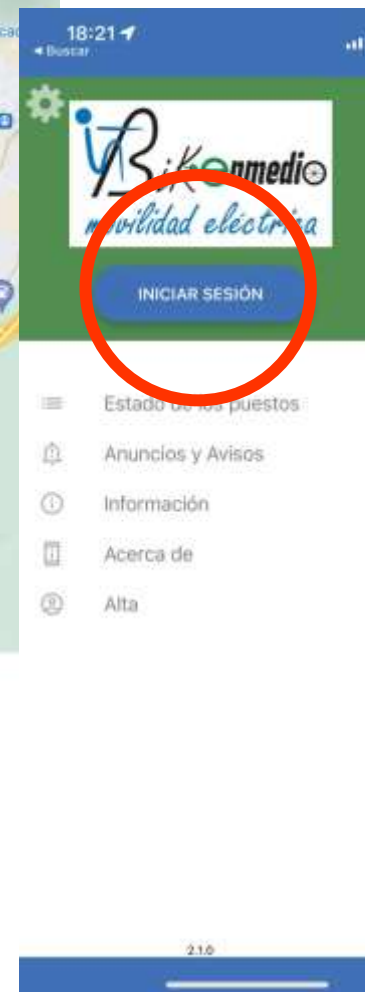 18:21
◂ Buscar
BiKenmedio
movilidad eléctrica
INICIAR SESIÓN
Estado de los puestos
Anuncios y Avisos
Información
Acerca de
Alta
2.1.0